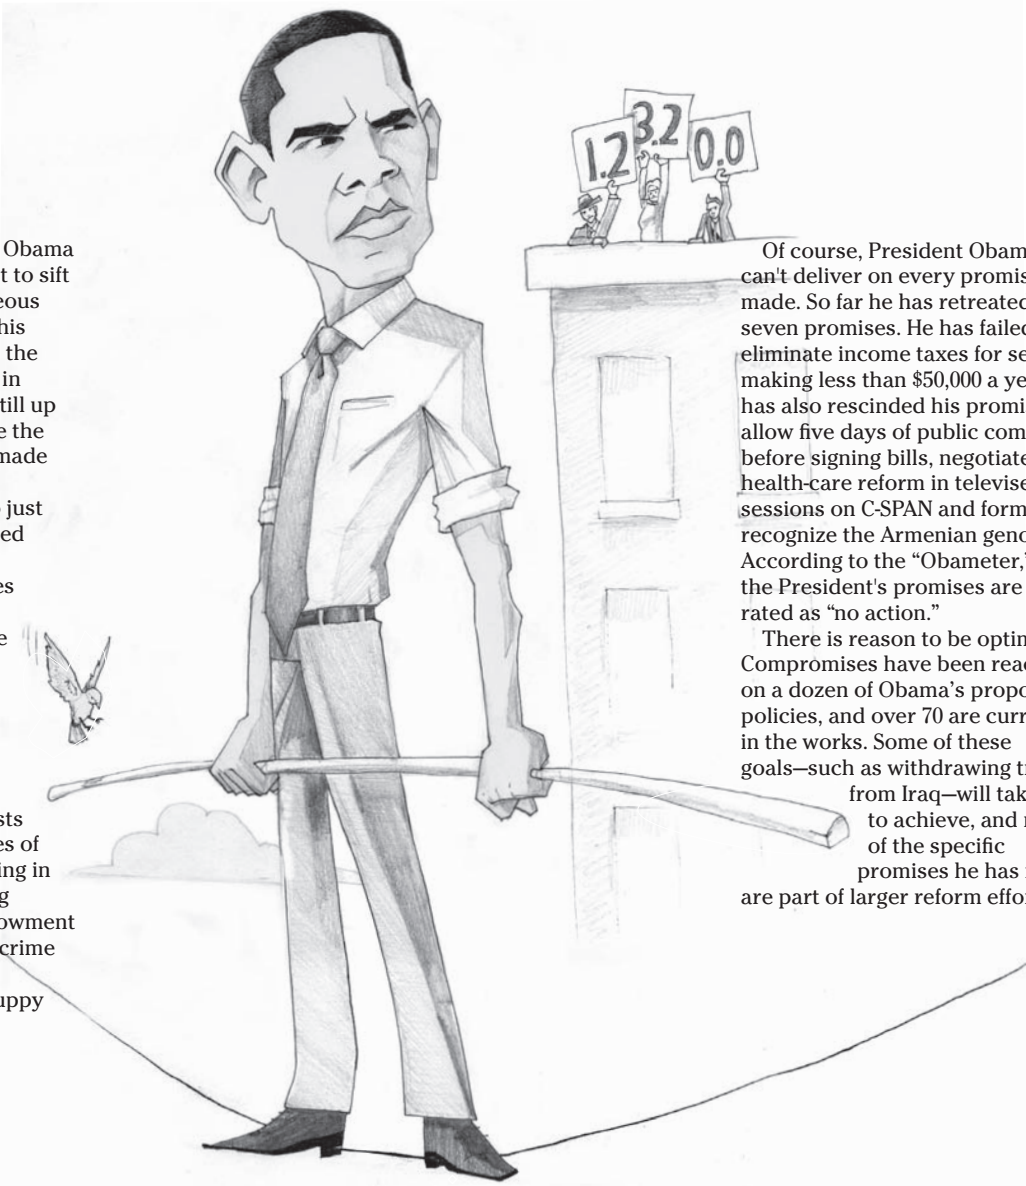 Obama
t to sift
eous
his
the
in
till up
e the
made
just
ed
es
e
sts
es of
ing in
g
owment
crime
uppy
1.2
3.2
0.0
Of course, President Obam
can't deliver on every promis
made. So far he has retreated
seven promises. He has failed
eliminate income taxes for se
making less than $50,000 a ye
has also rescinded his promi
allow five days of public com
before signing bills, negotiate
health-care reform in televise
sessions on C-SPAN and form
recognize the Armenian geno
According to the “Obameter,”
the President's promises are
rated as “no action.”
There is reason to be optim
Compromises have been reac
on a dozen of Obama’s propo
policies, and over 70 are curr
in the works. Some of these
goals—such as withdrawing tr
from Iraq—will tak
to achieve, and
of the specific
promises he has
are part of larger reform effor